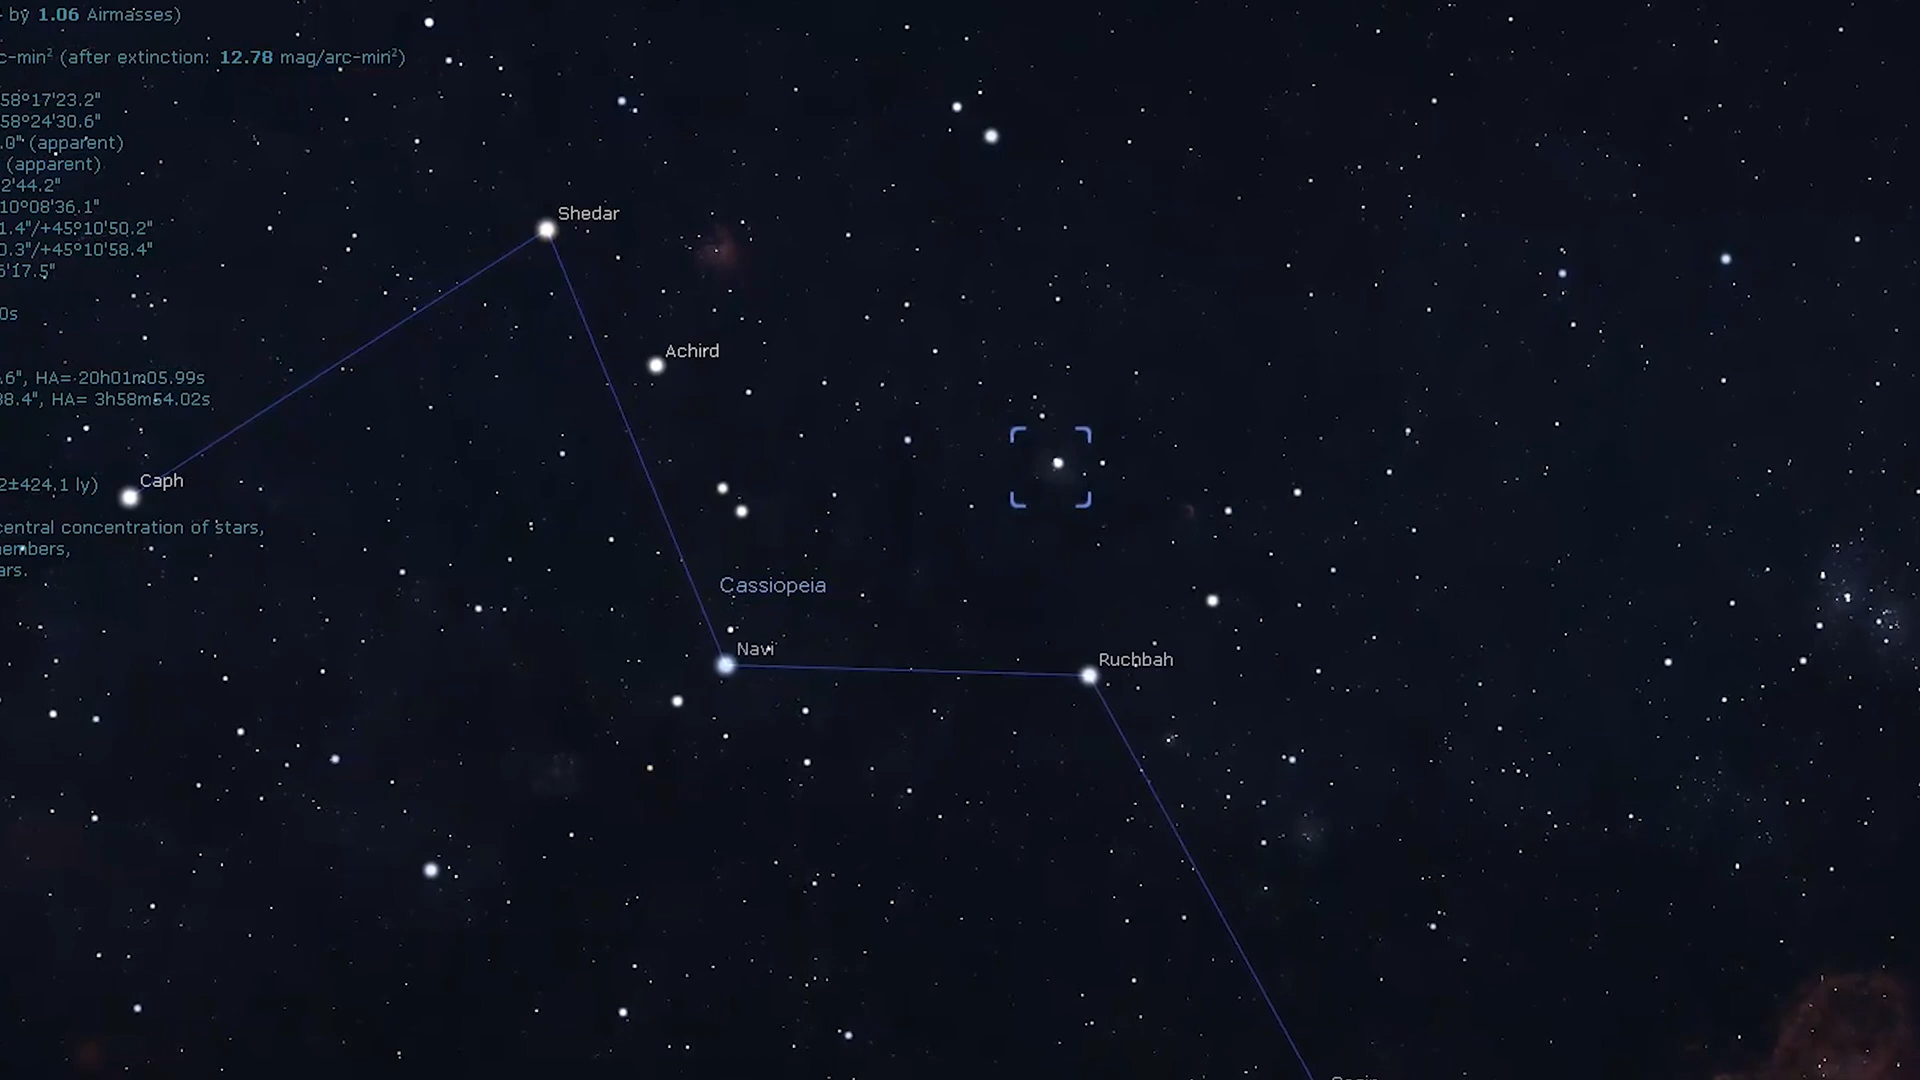 by 1.06 Airmasses)
c-min² (after extinction: 12.78 mag/arc-min²)
58°17'23.2"
58°24'30.6"
.0" (apparent)
(apparent)
2'44.2"
10°08'36.1"
1.4"/+45°10'50.2"
0.3"/+45°10'58.4"
6'17.5"
0s
.6", HA= 20h01m05.99s
38.4", HA= 3h58m54.02s
2±424.1 ly)
central concentration of stars,
members,
ars.
Shedar
Achird
Caph
Cassiopeia
Navi
Ruchbah